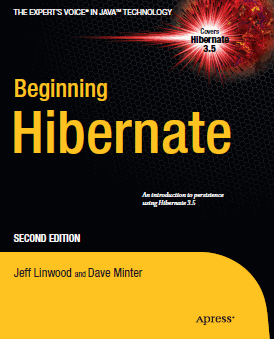 THE EXPERT'S VOICE® IN JAVA™ TECHNOLOGY
Covers
Hibernate
3.5
Beginning
Hibernate
An introduction to persistence
using Hibernate 3.5
SECOND EDITION
Jeff Linwood and Dave Minter
Apress®